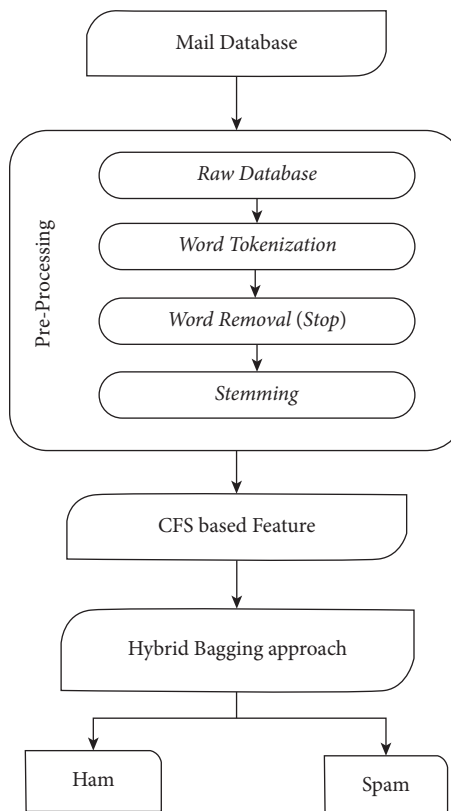 Mail Database
Pre-Processing
Raw Database
Word Tokenization
Word Removal (Stop)
Stemming
CFS based Feature
Hybrid Bagging approach
Ham
Spam